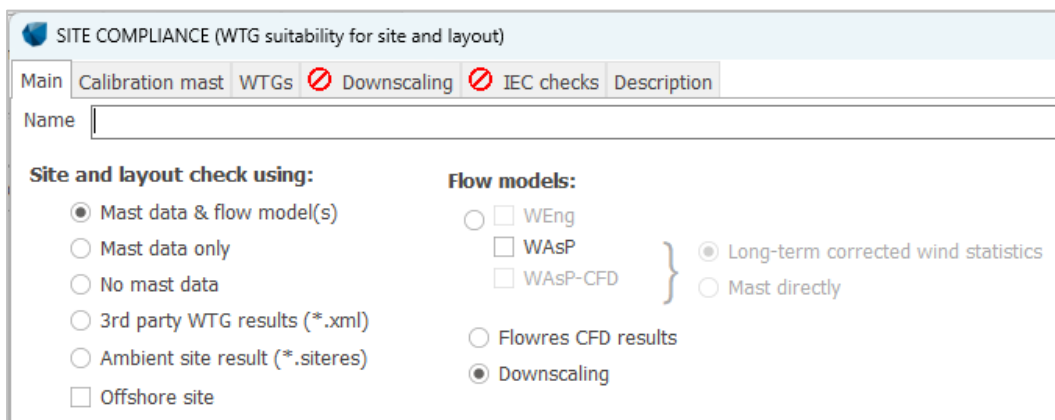 SITE COMPLIANCE (WTG suitability for site and layout)
Main Calibration mast WTGs Downscaling IEC checks Description
Name
Site and layout check using:
Mast data & flow model(s)
Mast data only
No mast data
3rd party WTG results (*.xml)
Ambient site result (*.siteres)
Offshore site
Flow models:
WEng
WAsP
WAsP-CFD
Long-term corrected wind statistics
Mast directly
Flowres CFD results
Downscaling